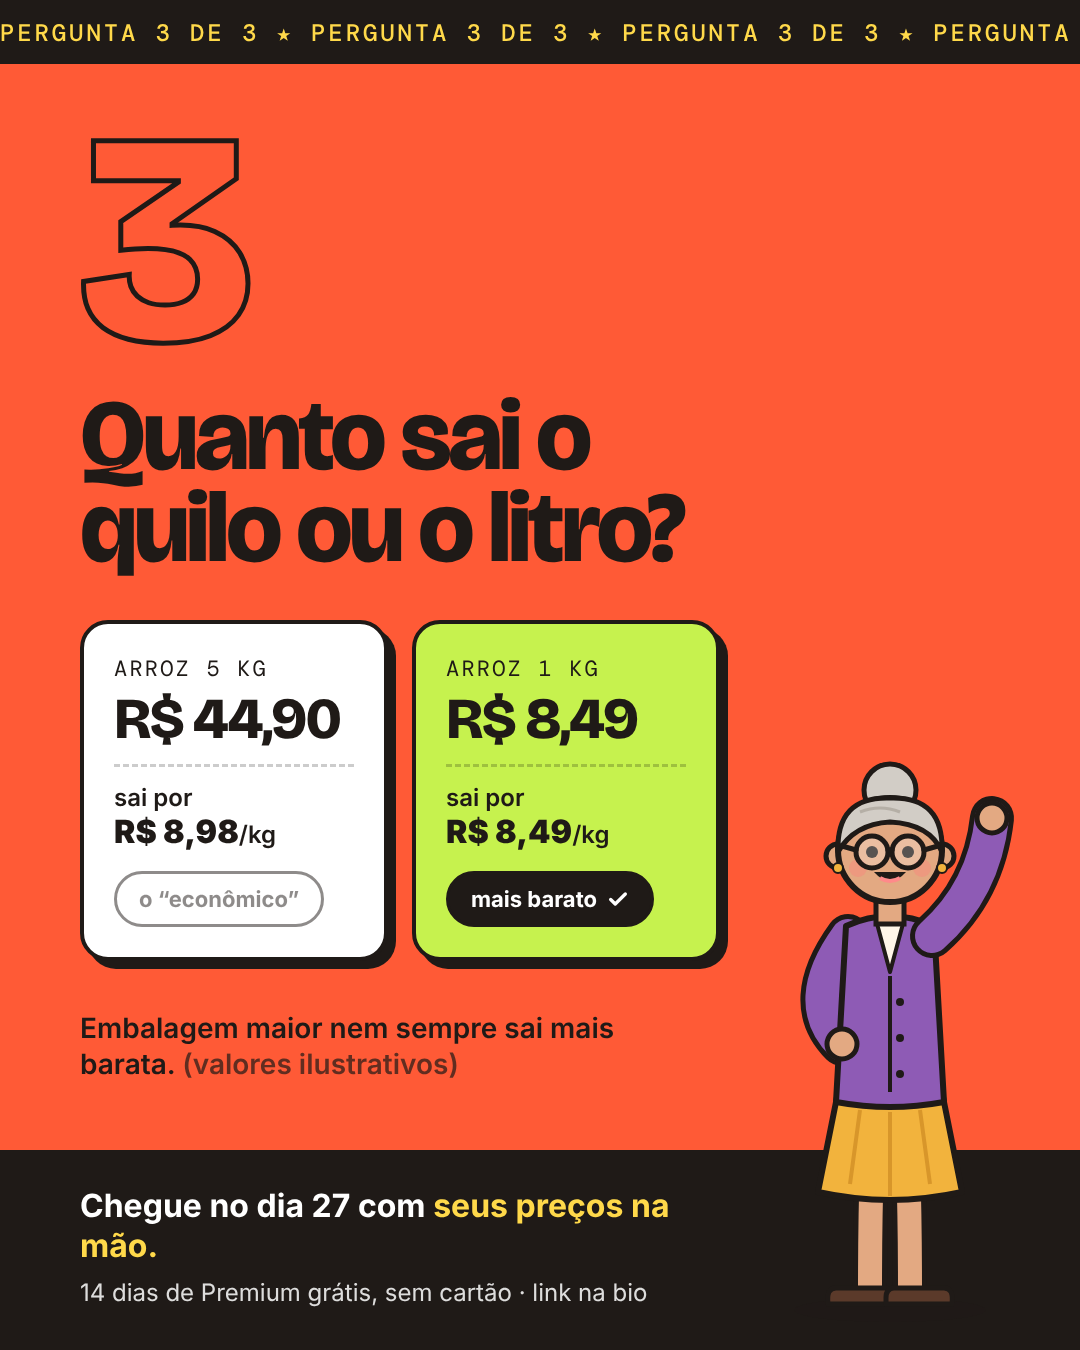 PERGUNTA 3 DE 3 ★ PERGUNTA 3 DE 3 ★ PERGUNTA 3 DE 3 ★ PERGUNTA
3
Quanto sai o
quilo ou o litro?
ARROZ 5 KG
R$ 44,90
sai por
R$ 8,98/kg
o “econômico”
ARROZ 1 KG
R$ 8,49
sai por
R$ 8,49/kg
mais barato ✓
Embalagem maior nem sempre sai mais
barata. (valores ilustrativos)
Chegue no dia 27 com seus preços na
mão.
14 dias de Premium grátis, sem cartão · link na bio